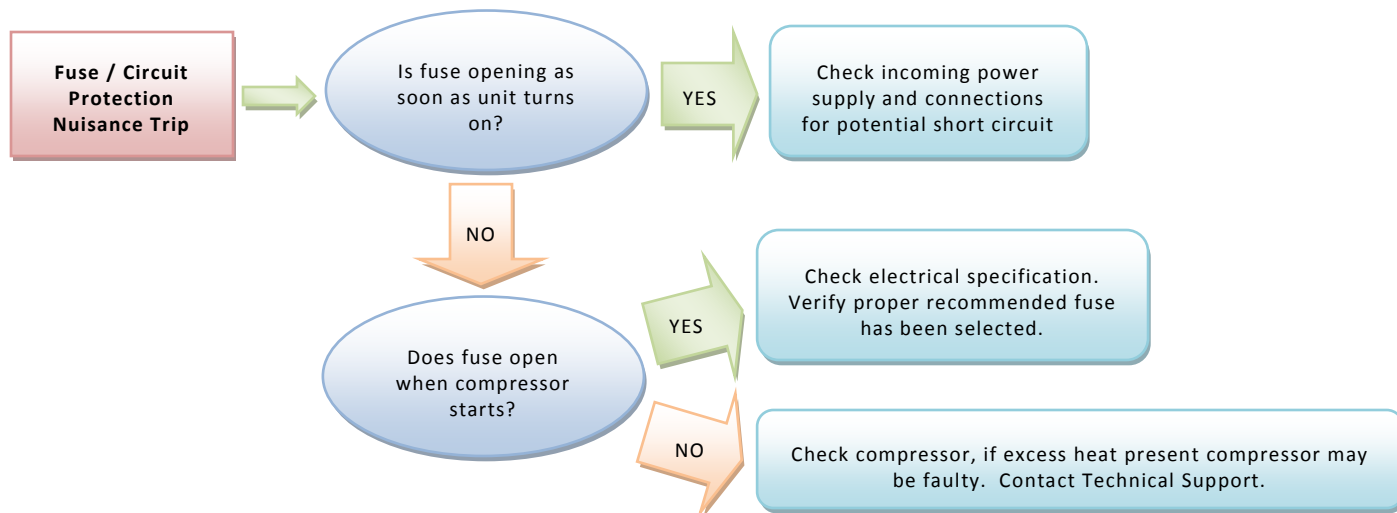 Fuse / Circuit
Protection
Nuisance Trip
Is fuse opening as
soon as unit turns
on?
YES
Check incoming power
supply and connections
for potential short circuit
NO
Does fuse open
when compressor
starts?
YES
Check electrical specification.
Verify proper recommended fuse
has been selected.
NO
Check compressor, if excess heat present compressor may
be faulty. Contact Technical Support.